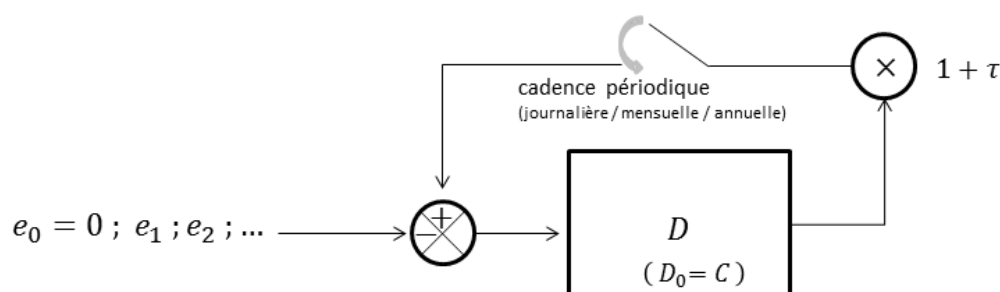 × 1 + τ
cadence périodique
(journalière / mensuelle / annuelle)
+
−
e₀ = 0 ; e₁ ; e₂ ; ...
D
( D₀ = C )